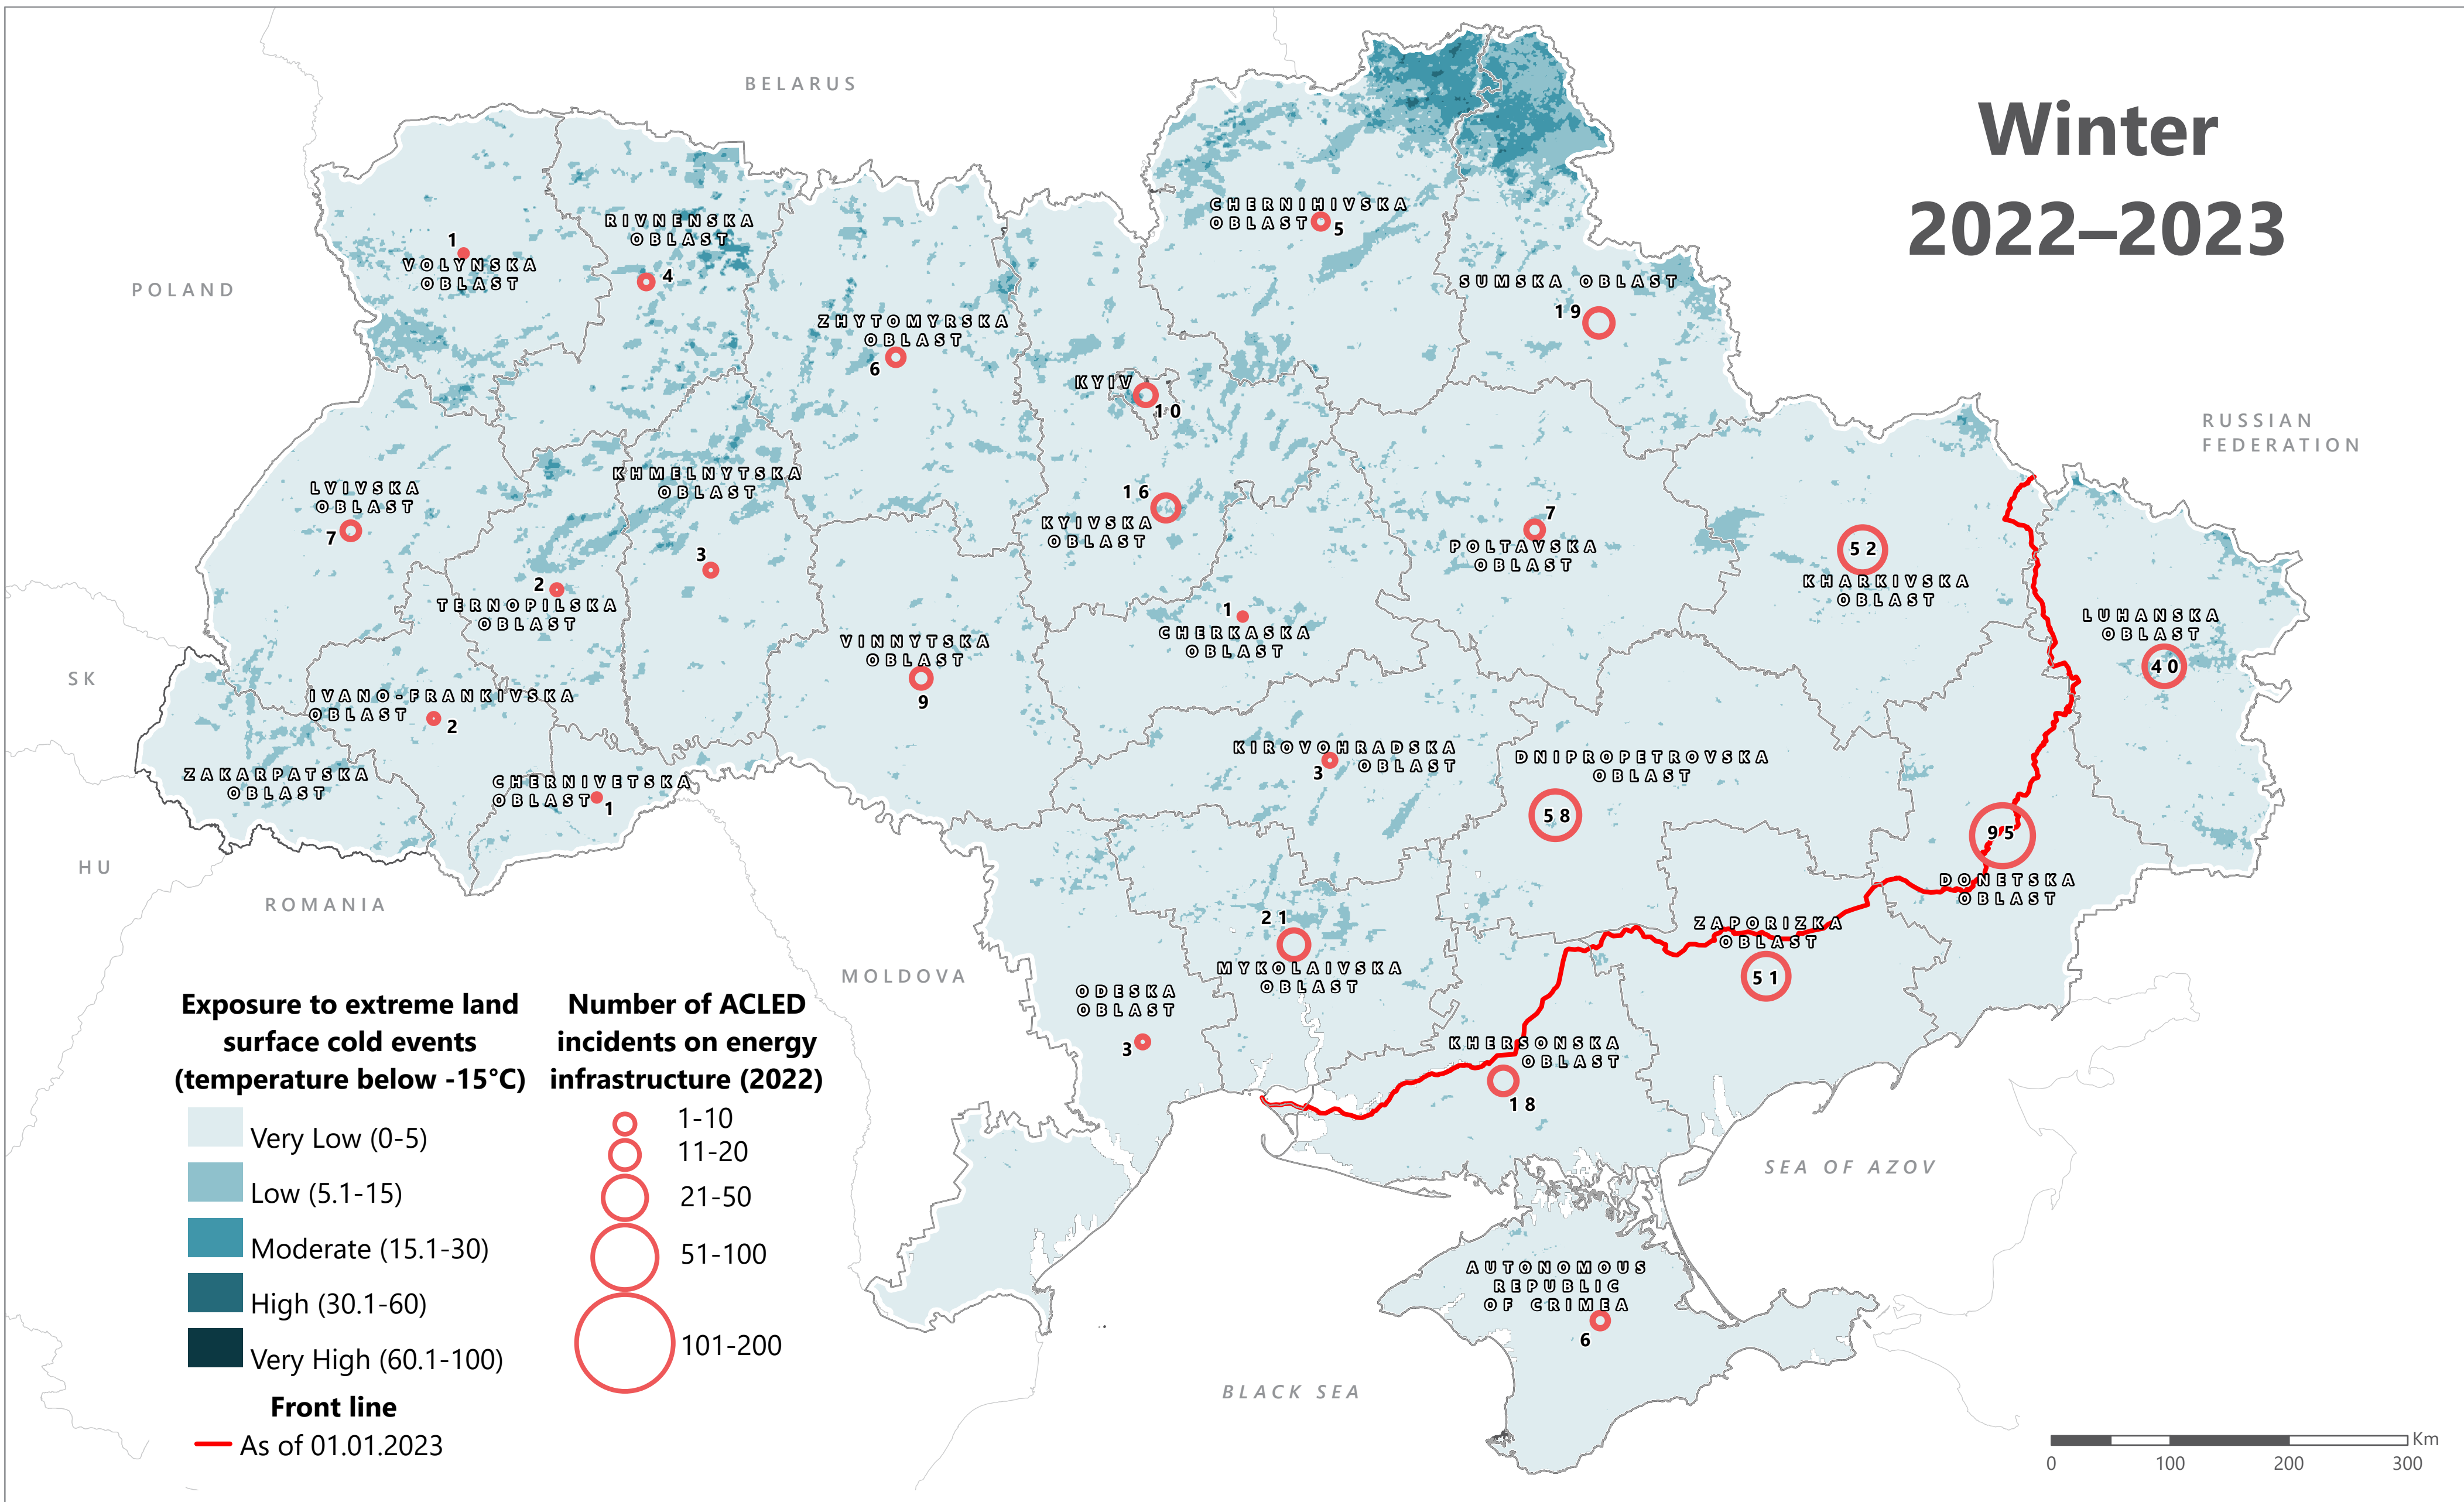 Winter
2022–2023
BELARUS
POLAND
RUSSIAN
FEDERATION
SK
HU
ROMANIA
MOLDOVA
SEA OF AZOV
BLACK SEA
CHERNIHIVSKA
OBLAST
5
RIVNENSKA
OBLAST
4
1
VOLYNSKA
OBLAST
SUMSKA OBLAST
19
ZHYTOMYRSKA
OBLAST
6
KYIV
10
LVIVSKA
OBLAST
7
KHMELNYTSKA
OBLAST
3
16
KYIVSKA
OBLAST
7
POLTAVSKA
OBLAST
52
KHARKIVSKA
OBLAST
2
TERNOPILSKA
OBLAST
1
CHERKASKA
OBLAST
LUHANSKA
OBLAST
40
VINNYTSKA
OBLAST
9
IVANO-FRANKIVSKA
OBLAST
2
ZAKARPATSKA
OBLAST
CHERNIVETSKA
OBLAST
1
KIROVOHRADSKA
OBLAST
3
DNIPROPETROVSKA
OBLAST
58
95
DONETSKA
OBLAST
21
MYKOLAIVSKA
OBLAST
ZAPORIZKA
OBLAST
51
ODESKA
OBLAST
3
KHERSONSKA
OBLAST
18
AUTONOMOUS
REPUBLIC
OF CRIMEA
6
Exposure to extreme land
surface cold events
(temperature below -15°C)
Very Low (0-5)
Low (5.1-15)
Moderate (15.1-30)
High (30.1-60)
Very High (60.1-100)
Front line
As of 01.01.2023
Number of ACLED
incidents on energy
infrastructure (2022)
1-10
11-20
21-50
51-100
101-200
Km
0 100 200 300